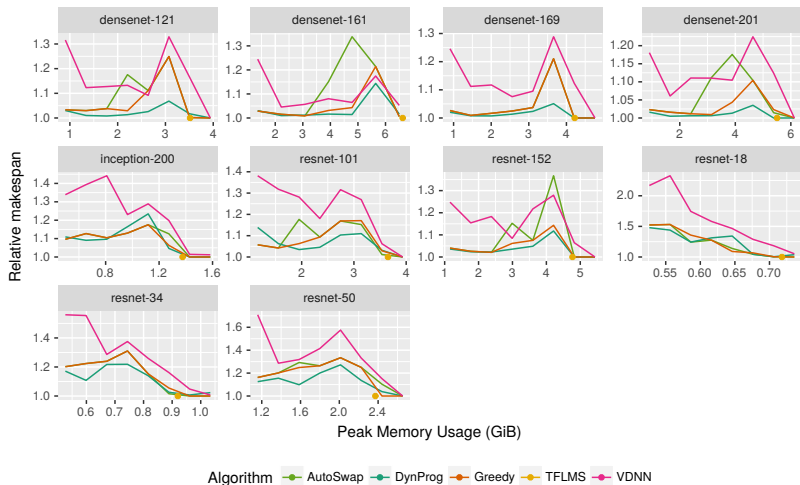 densenet-121 densenet-161 densenet-169 densenet-201
1.3 1.2 1.1 1.0
1.3 1.2 1.1 1.0
1.3 1.2 1.1 1.0
1.20 1.15 1.10 1.05 1.00
1 2 3 4
2 3 4 5 6
1 2 3 4
2 4 6
inception-200 resnet-101 resnet-152 resnet-18
1.4 1.3 1.2 1.1 1.0
1.4 1.3 1.2 1.1 1.0
1.3 1.2 1.1 1.0
2.0 1.5 1.0
0.8 1.2 1.6
2 3 4
1 2 3 4 5
0.55 0.60 0.65 0.70
resnet-34 resnet-50
1.4 1.2 1.0
1.6 1.4 1.2 1.0
0.6 0.7 0.8 0.9 1.0
1.2 1.6 2.0 2.4
Relative makespan
Peak Memory Usage (GiB)
Algorithm AutoSwap DynProg Greedy TFLMS VDNN